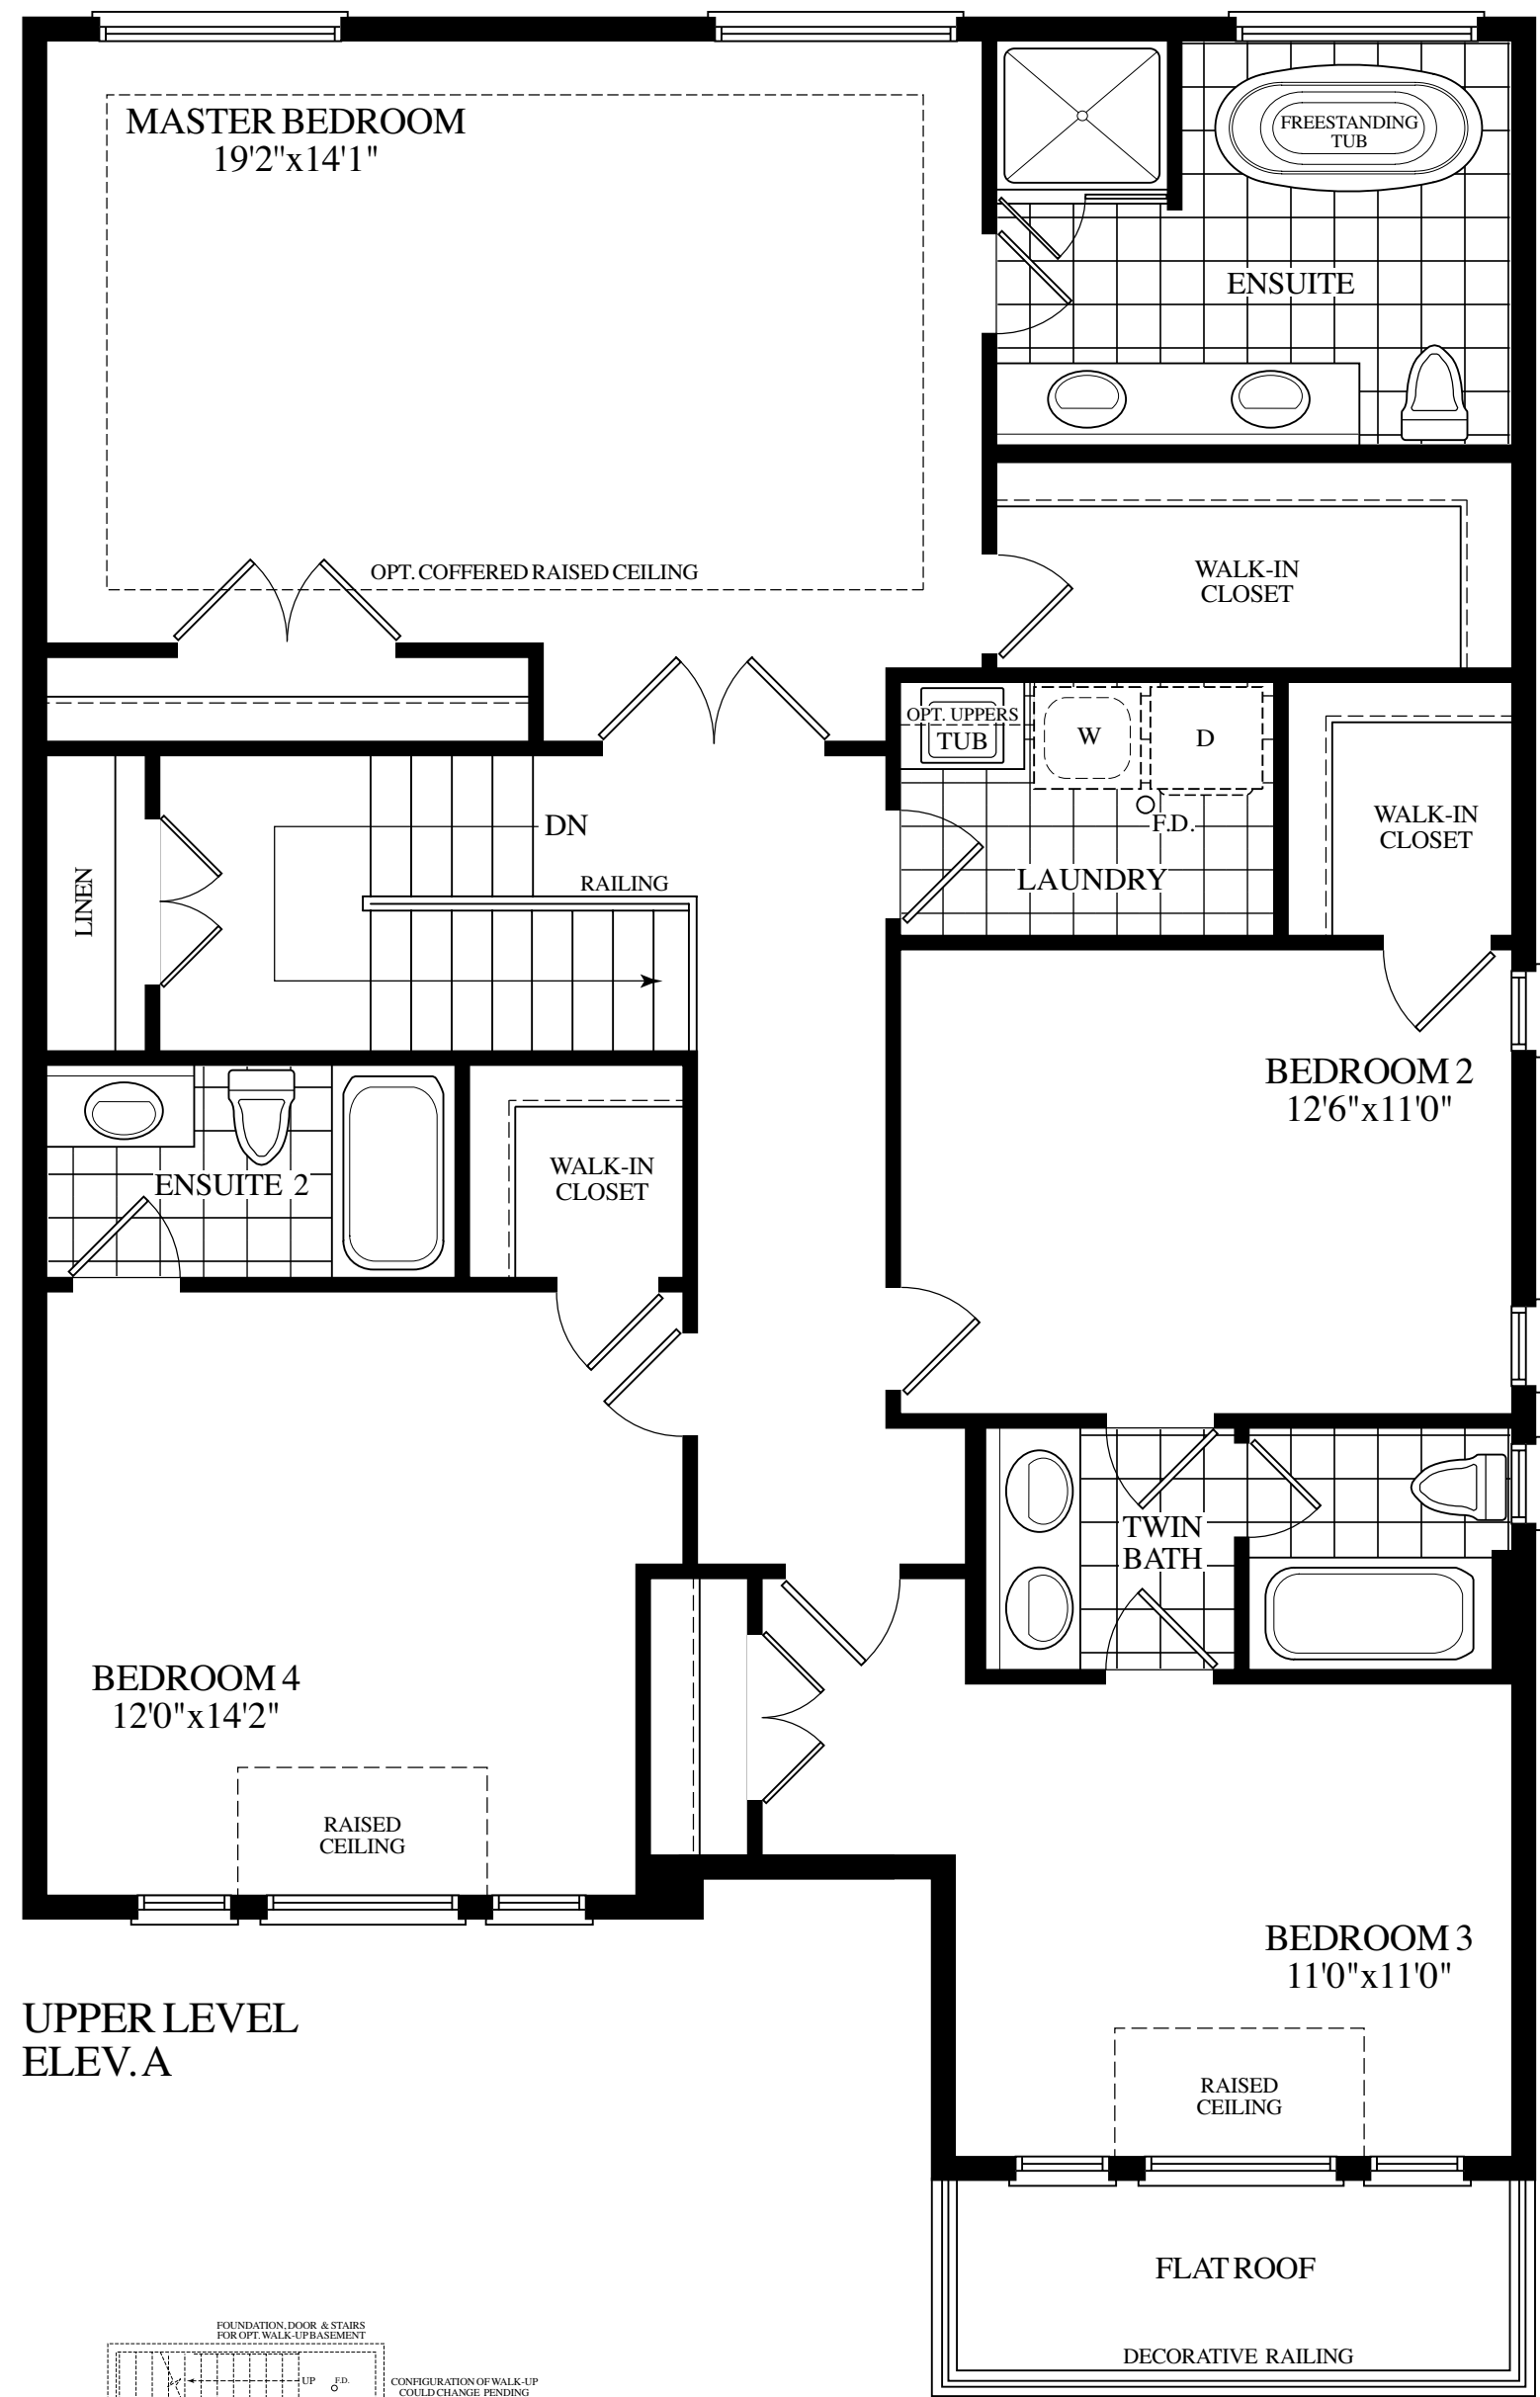 MASTER BEDROOM
19'2"x14'1"
FREESTANDING
TUB
ENSUITE
OPT. COFFERED RAISED CEILING
WALK-IN
CLOSET
OPT. UPPERS
TUB
W
D
F.D.
LAUNDRY
WALK-IN
CLOSET
DN
RAILING
LINEN
BEDROOM 2
12'6"x11'0"
ENSUITE 2
WALK-IN
CLOSET
TWIN
BATH
BEDROOM 4
12'0"x14'2"
RAISED
CEILING
BEDROOM 3
11'0"x11'0"
UPPER LEVEL
ELEV. A
RAISED
CEILING
FLAT ROOF
DECORATIVE RAILING
FOUNDATION, DOOR & STAIRS
FOR OPT. WALK-UP BASEMENT
UP
F.D.
CONFIGURATION OF WALK-UP
COULD CHANGE PENDING